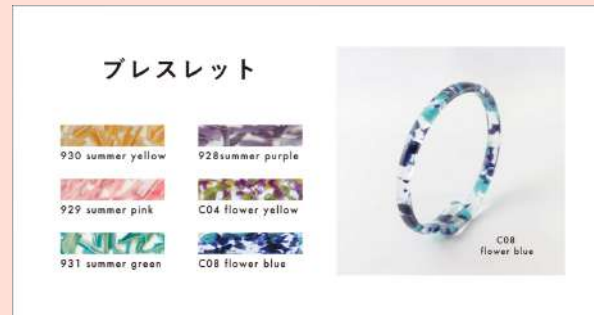 ブレスレット
930 summer yellow
928summer purple
929 summer pink
C04 flower yellow
931 summer green
C08 flower blue
C08
flower blue